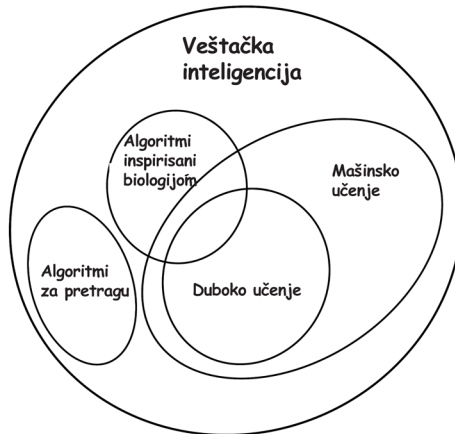 Veštačka
inteligencija
Algoritmi
inspirisani
biologijom
Mašinsko
učenje
Algoritmi
za pretragu
Duboko učenje